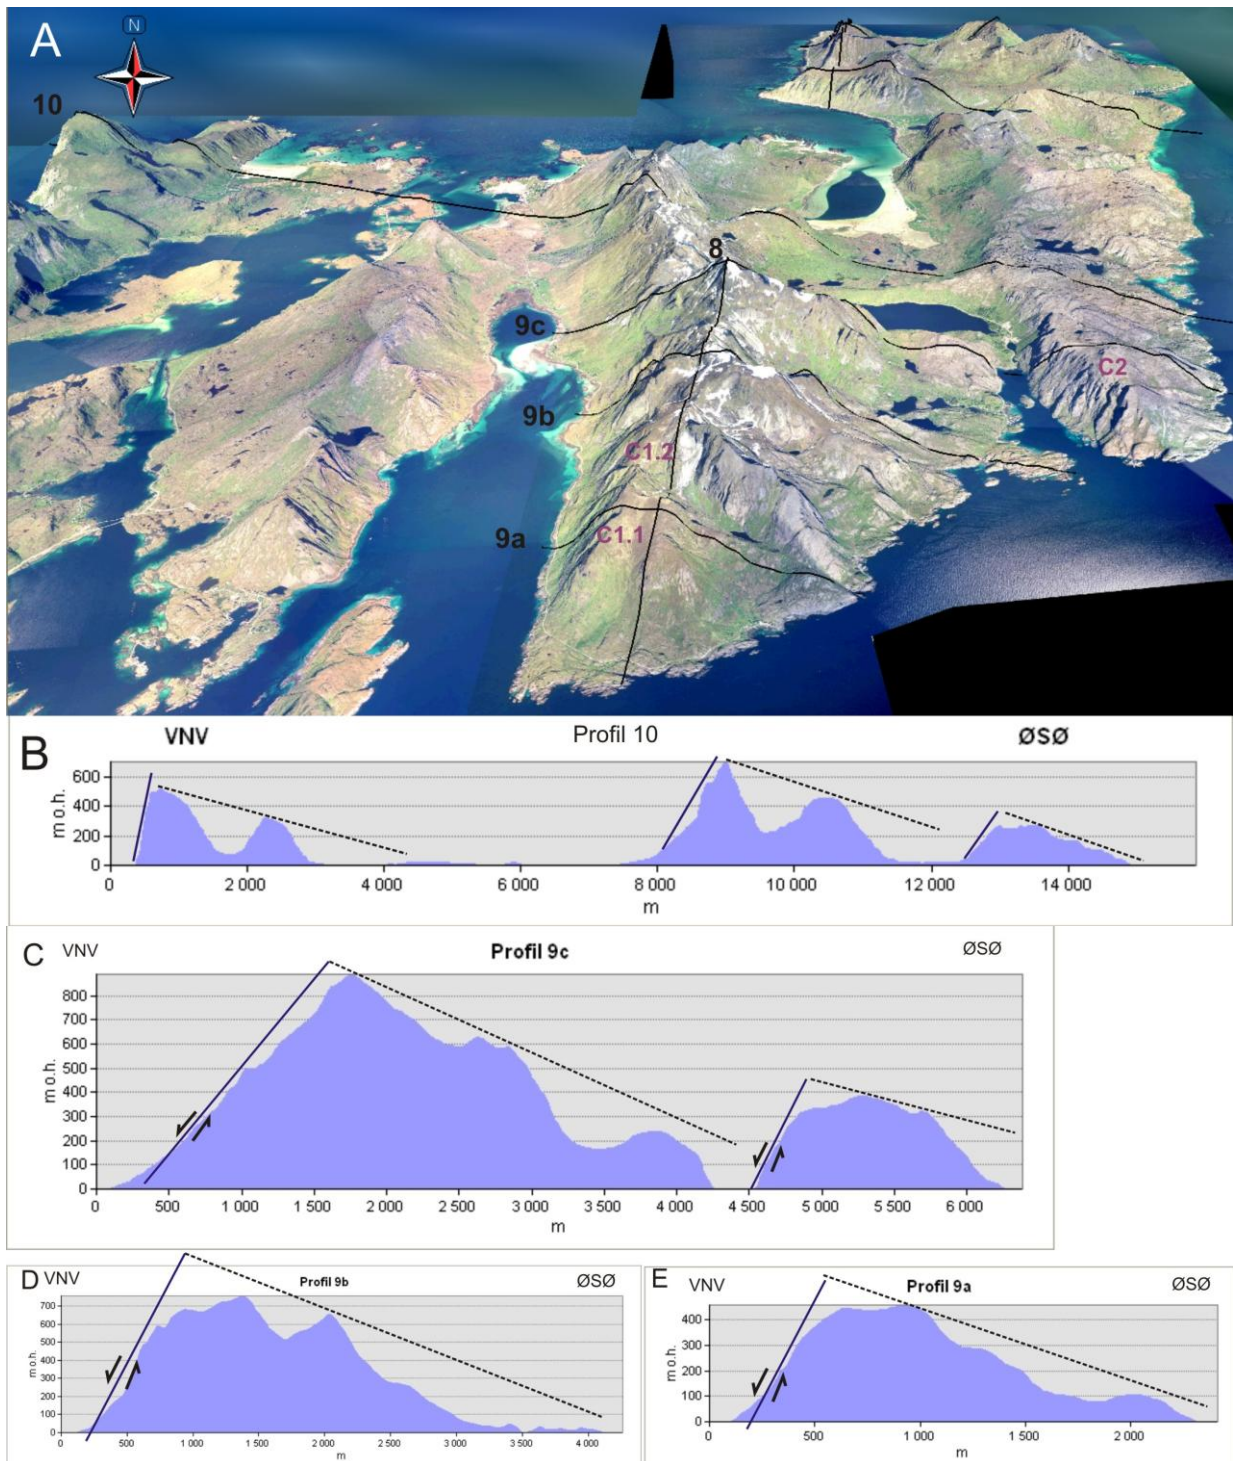 A
N
10
8
9c
C2
9b
C1.2
9a
C1.1
B
VNV
Profil 10
ØSØ
m o.h.
600
400
200
0
0 2 000 4 000 6 000 8 000 10 000 12 000 14 000
m
C
VNV
Profil 9c
ØSØ
m o.h.
800
700
600
500
400
300
200
100
0
0 500 1 000 1 500 2 000 2 500 3 000 3 500 4 000 4 500 5 000 5 500 6 000
m
D
VNV
Profil 9b
ØSØ
m o.h.
700
600
500
400
300
200
100
0
0 500 1 000 1 500 2 000 2 500 3 000 3 500 4 000
m
E
VNV
Profil 9a
ØSØ
m o.h.
400
300
200
100
0
0 500 1 000 1 500 2 000
m